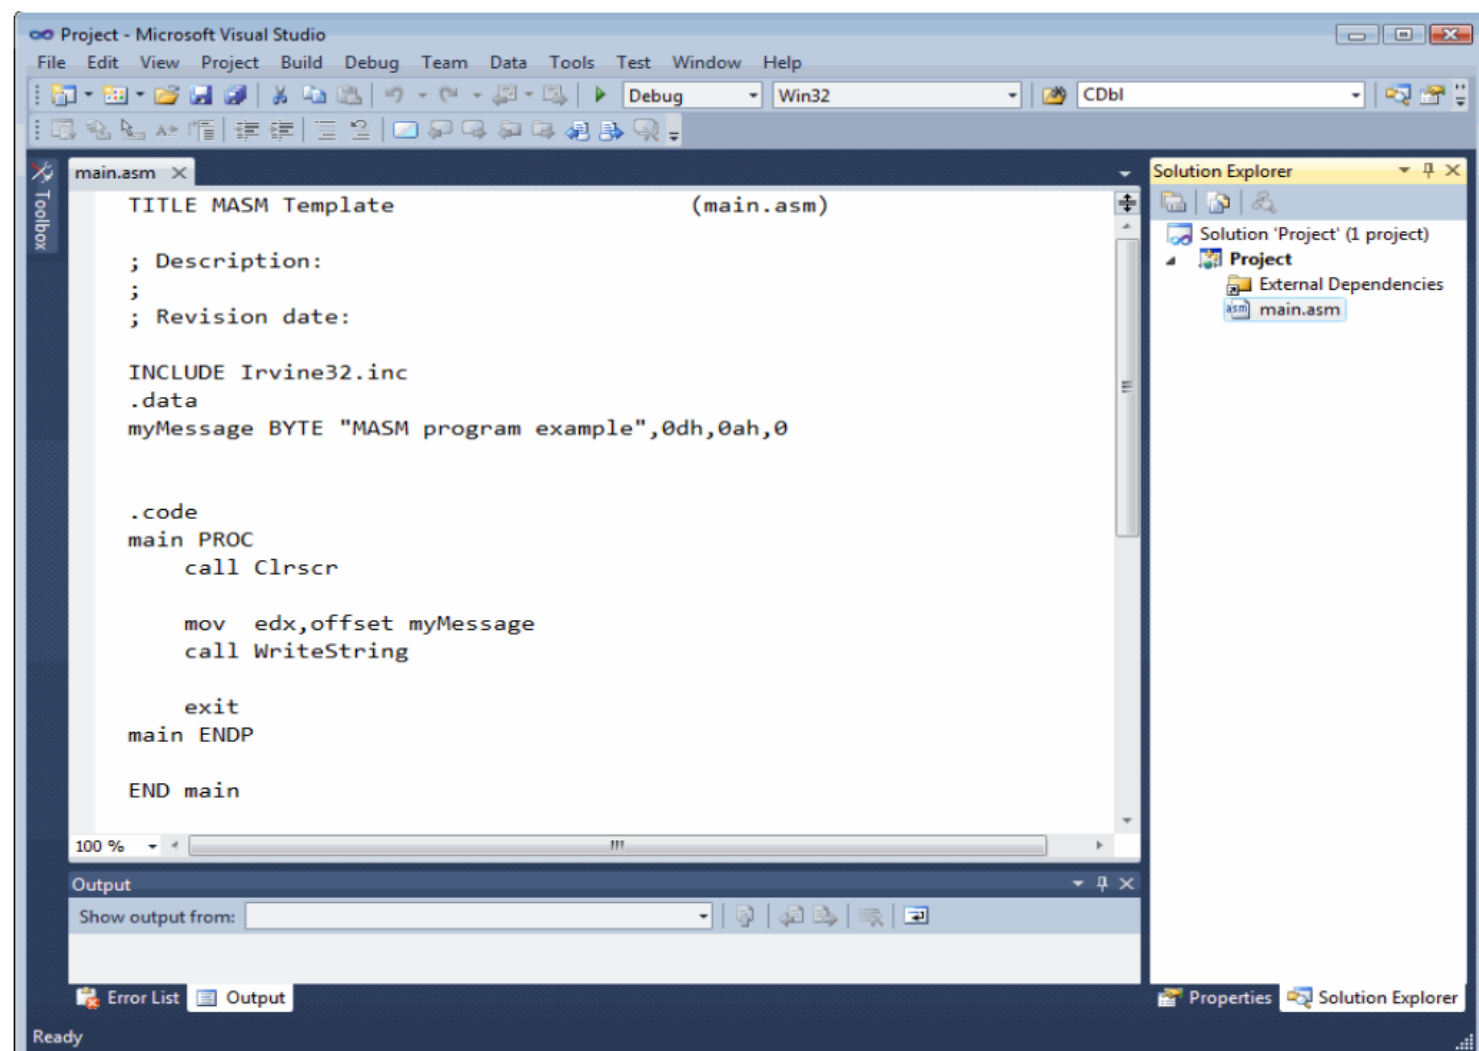 Project - Microsoft Visual Studio
File Edit View Project Build Debug Team Data Tools Test Window Help
Debug Win32 CDbl
Toolbox
main.asm
TITLE MASM Template (main.asm)
; Description:
;
; Revision date:
INCLUDE Irvine32.inc
.data
myMessage BYTE "MASM program example",0dh,0ah,0
.code
main PROC
call Clrscr
mov edx,offset myMessage
call WriteString
exit
main ENDP
END main
100 %
Output
Show output from:
Error List Output
Ready
Solution Explorer
Solution 'Project' (1 project)
Project
External Dependencies
asm main.asm
Properties Solution Explorer